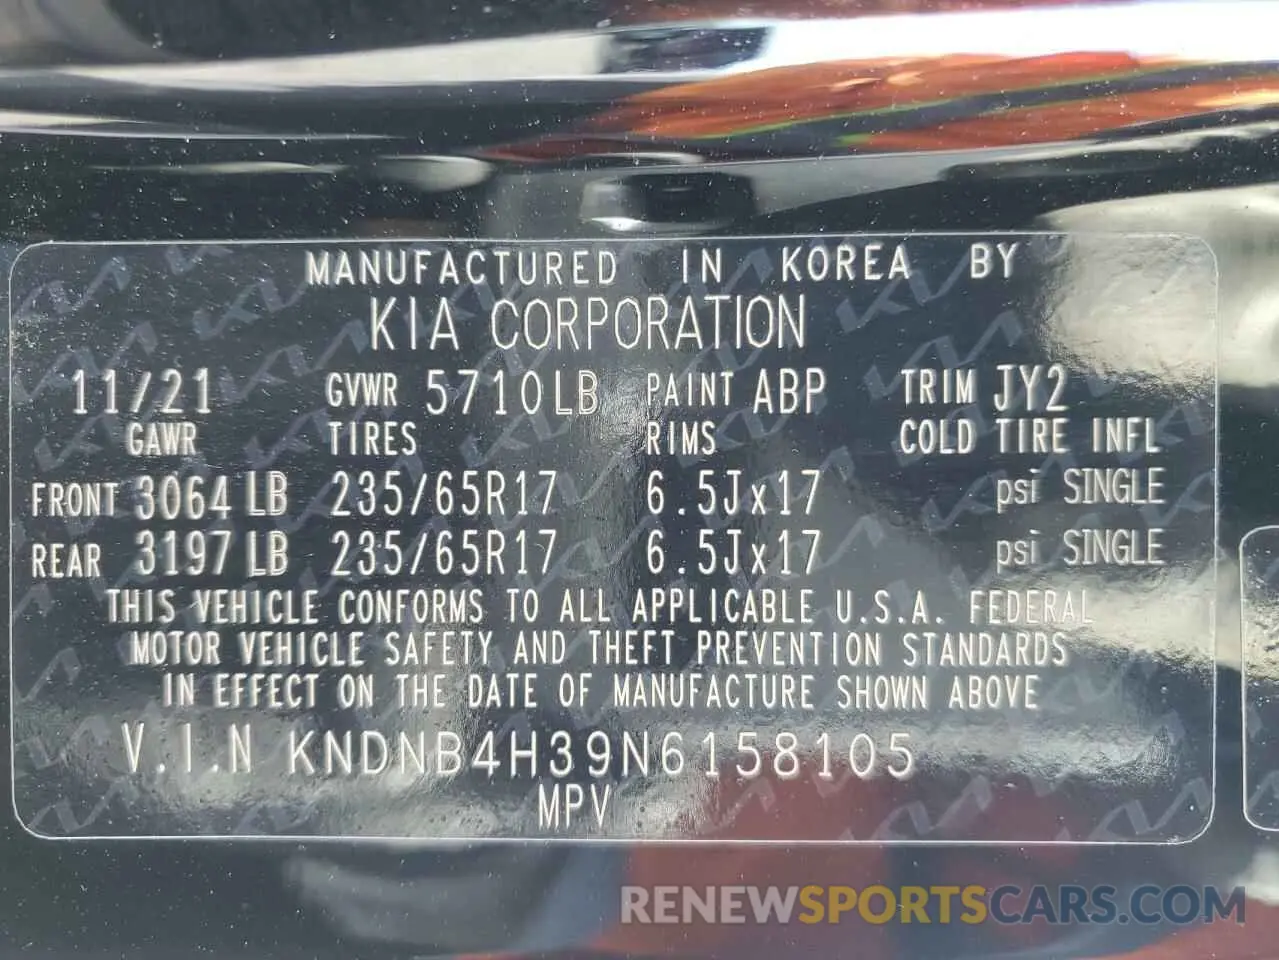 MANUFACTURED IN KOREA BY
KIA CORPORATION
11/21 GVWR 5710LB PAINT ABP TRIM JY2
GAWR TIRES RIMS COLD TIRE INFL
FRONT 3064 LB 235/65R17 6.5Jx17 psi SINGLE
REAR 3197 LB 235/65R17 6.5Jx17 psi SINGLE
THIS VEHICLE CONFORMS TO ALL APPLICABLE U.S.A. FEDERAL
MOTOR VEHICLE SAFETY AND THEFT PREVENTION STANDARDS
IN EFFECT ON THE DATE OF MANUFACTURE SHOWN ABOVE
V.I.N KNDNB4H39N6158105
MPV
RENEWSPORTSCARS.COM